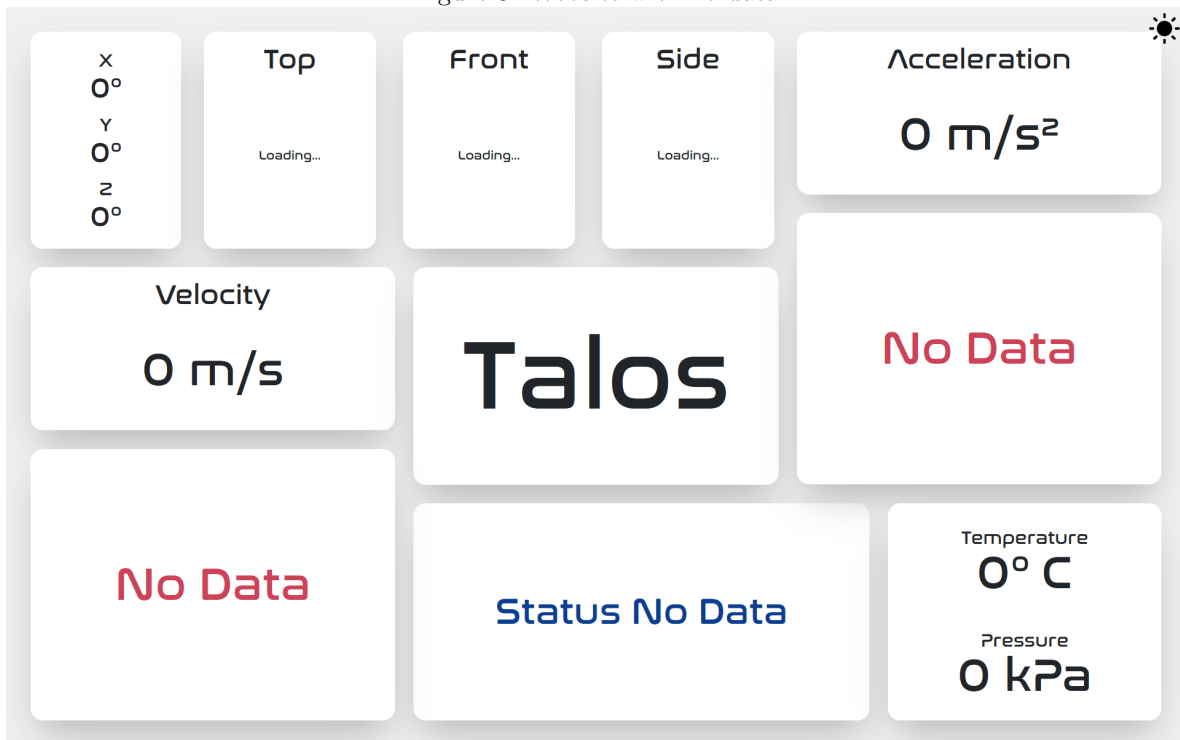 X
0°
Y
0°
Z
0°
Top
Loading...
Front
Loading...
Side
Loading...
Acceleration
0 m/s²
Velocity
0 m/s
Talos
No Data
No Data
Status No Data
Temperature
0° C
Pressure
0 kPa